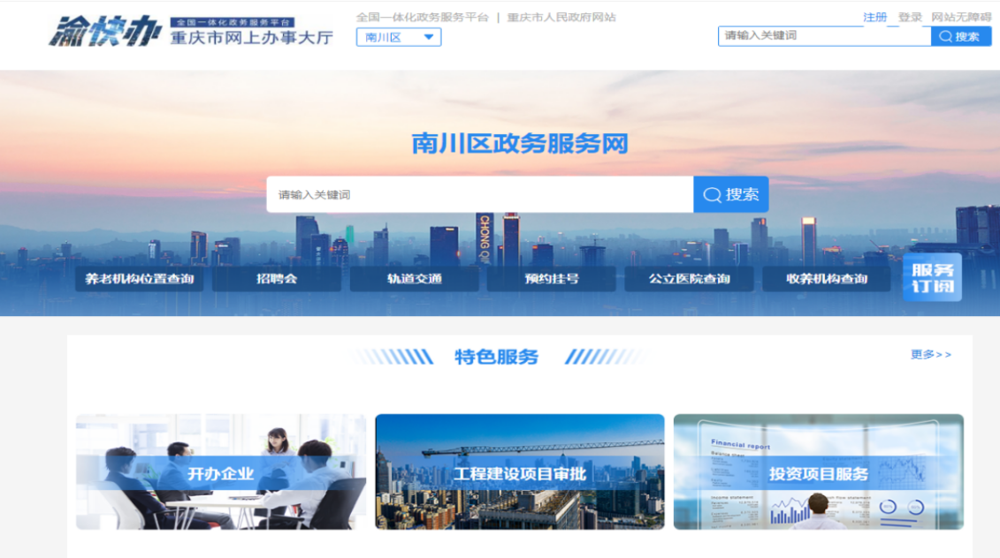 全国一体化政务服务平台 | 重庆市人民政府网站
注册 登录 网站无障碍
渝快办 全国一体化政务服务平台
重庆市网上办事大厅
南川区
请输入关键词 搜索
南川区政务服务网
请输入关键词 搜索
CHONG QI
养老机构位置查询 招聘会 轨道交通 预约挂号 公立医院查询 收养机构查询
服务
订阅
特色服务
更多>>
开办企业 工程建设项目审批 投资项目服务
Financial report
Balance sheet
Income statement